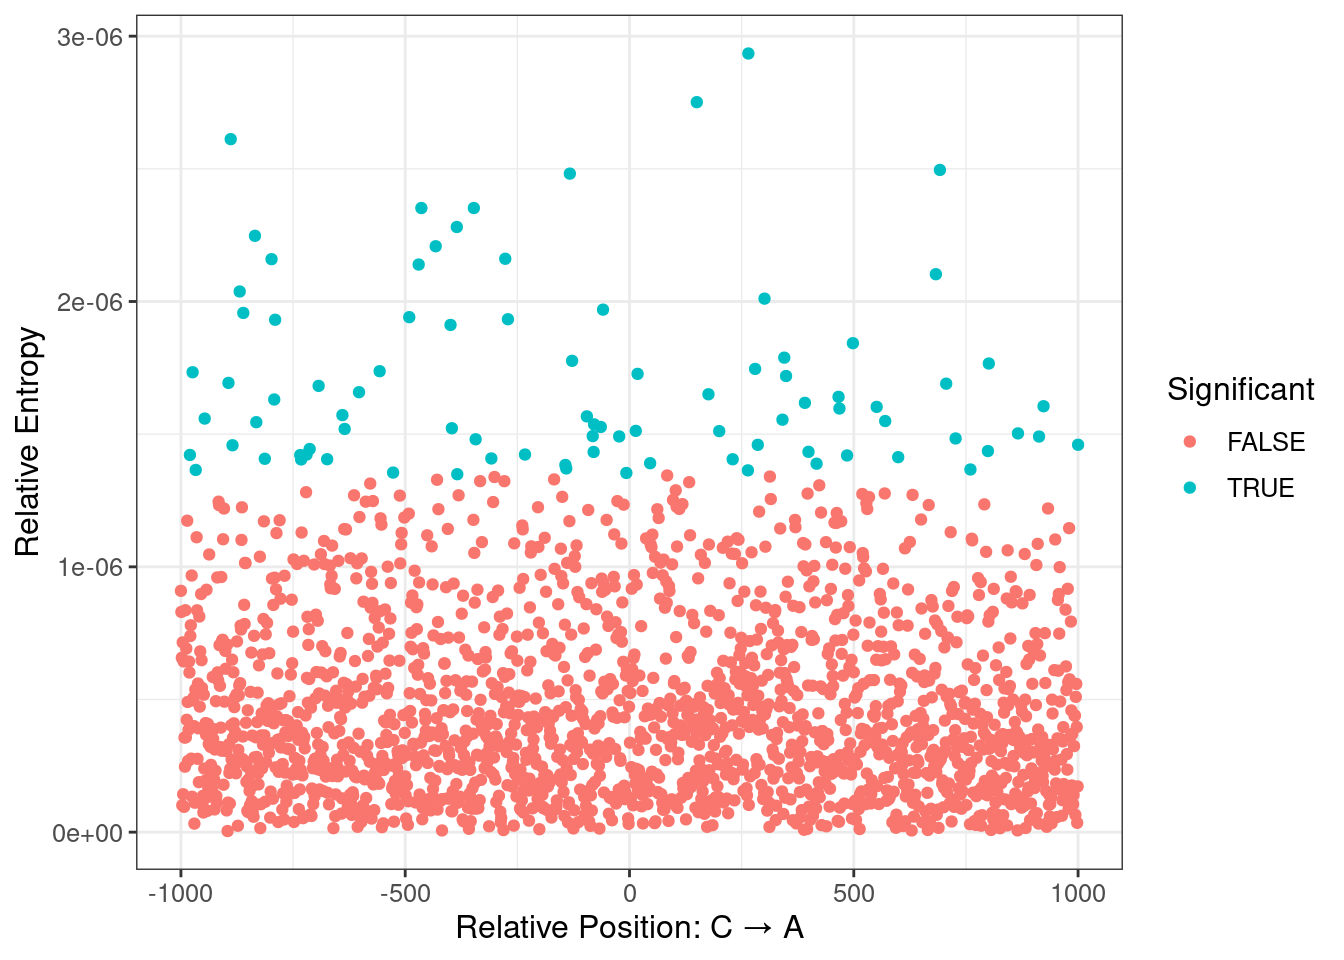 3e-06
2e-06
1e-06
0e+00
Relative Entropy
-1000 -500 0 500 1000
Relative Position: C → A
Significant
FALSE
TRUE